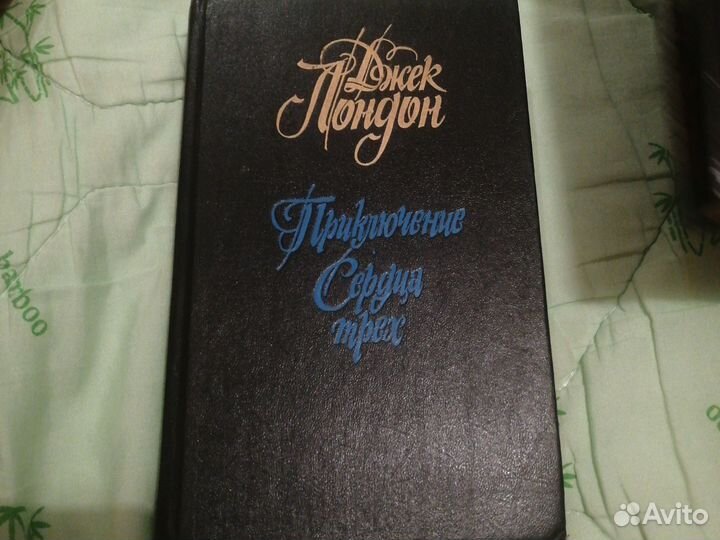 Джек
Лондон
Приключение
Сердца
трех
bamboo
Avito